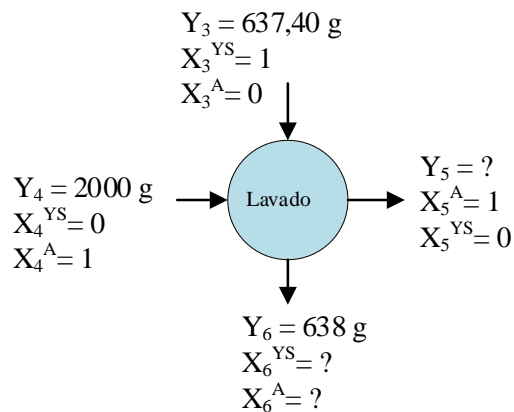 Y₃ = 637,40 g
X₃^YS = 1
X₃^A = 0
Y₄ = 2000 g
X₄^YS = 0
X₄^A = 1
Lavado
Y₅ = ?
X₅^A = 1
X₅^YS = 0
Y₆ = 638 g
X₆^YS = ?
X₆^A = ?